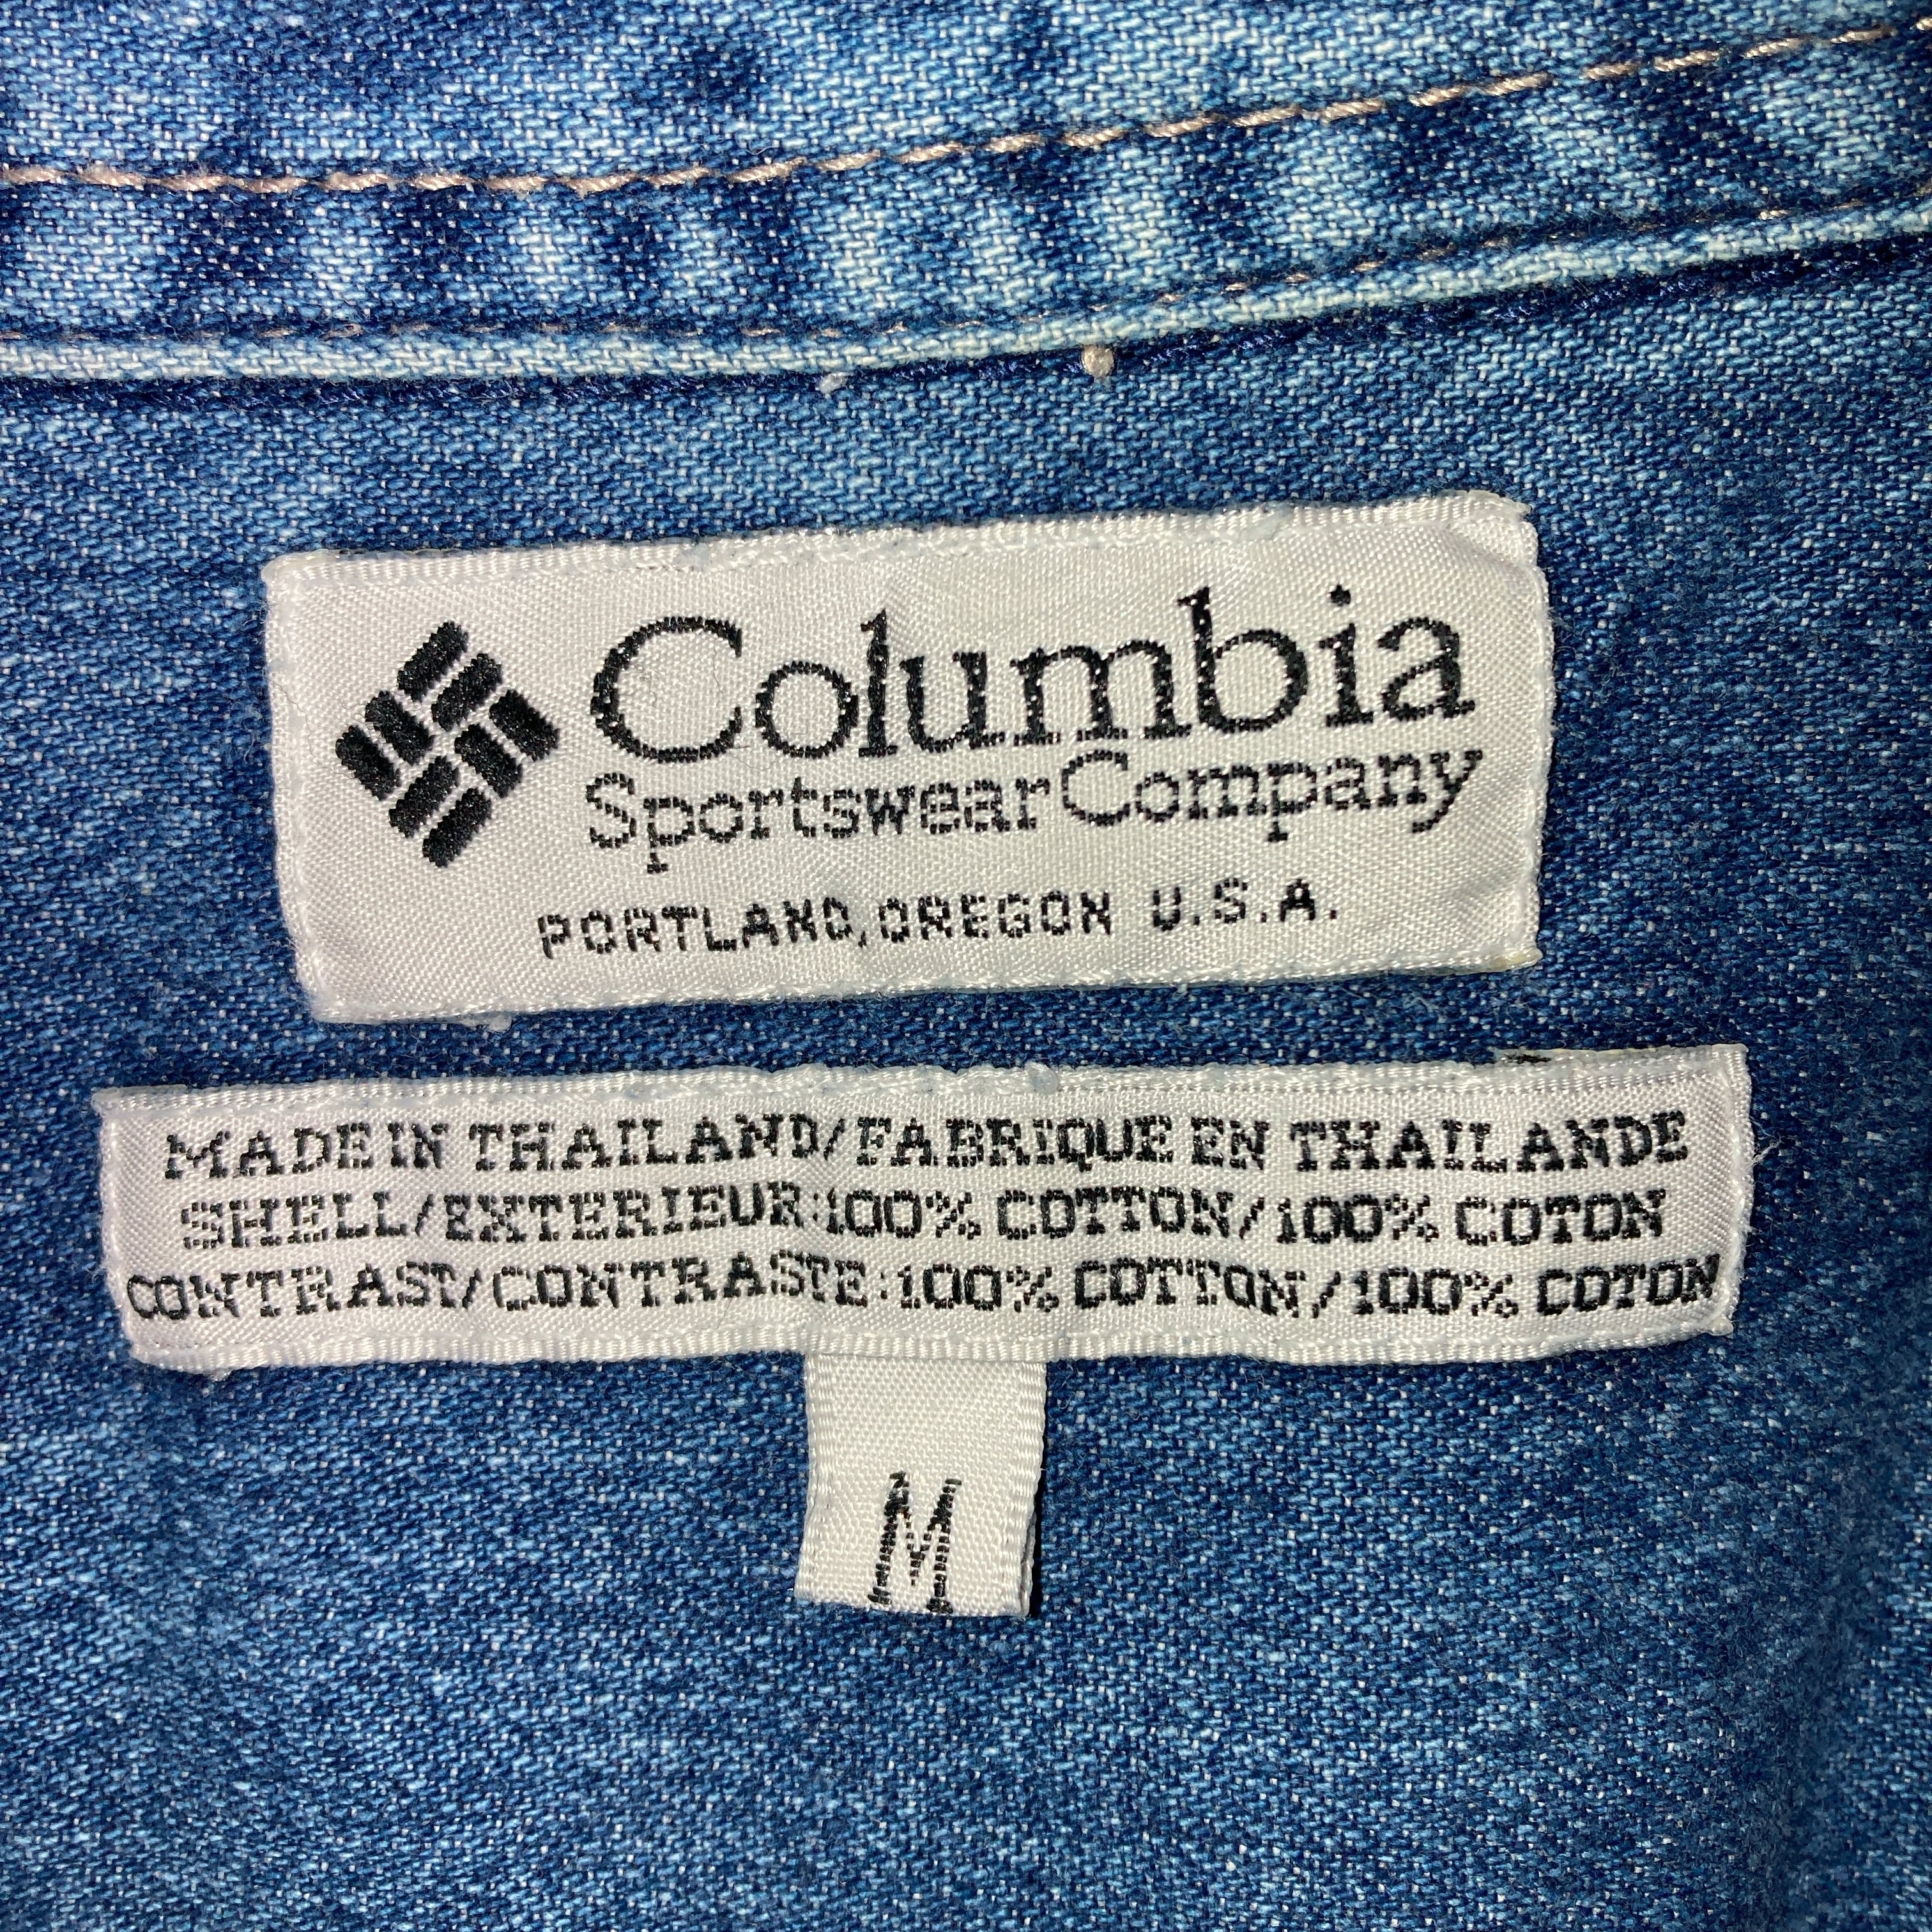 Columbia
Sportswear Company
PORTLAND, OREGON U.S.A.
MADE IN THAILAND/FABRIQUE EN THAILANDE
SHELL/EXTERIEUR:100% COTTON/100% COTON
CONTRAST/CONTRASTE:100% COTTON/100% COTON
M